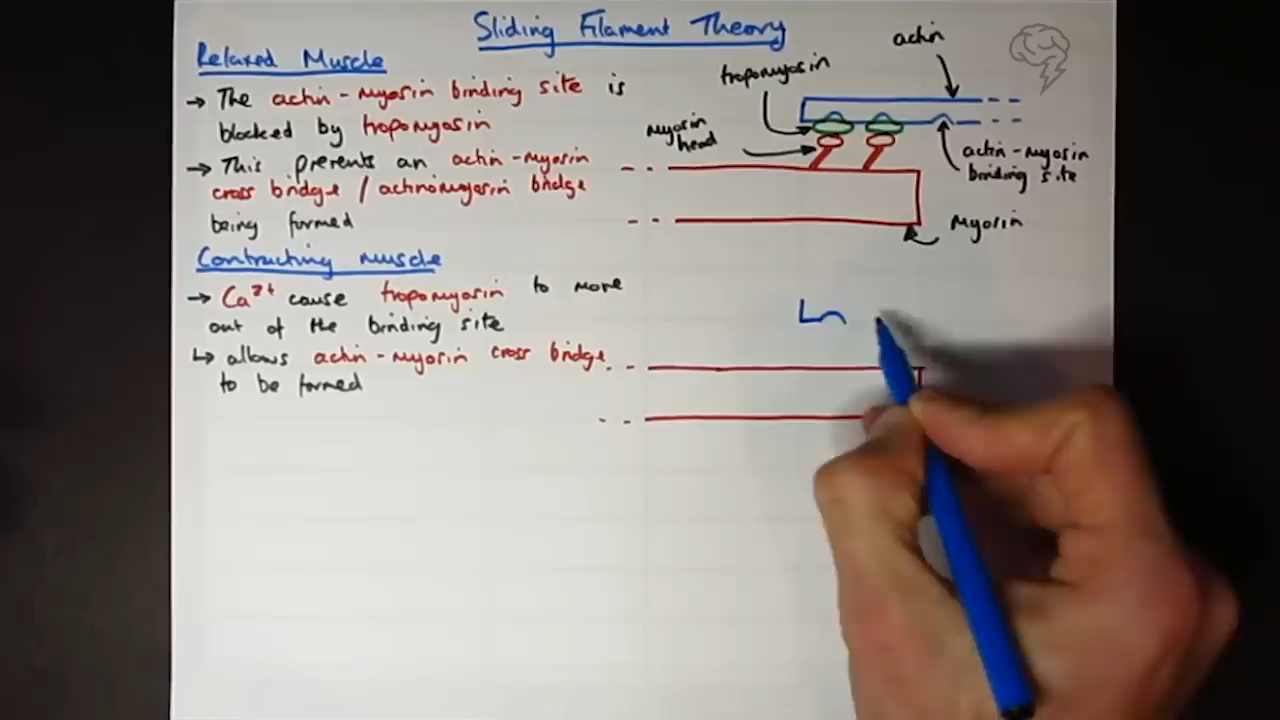 Sliding Filament Theory
Relaxed Muscle
→ The actin - myosin binding site is
blocked by tropomyosin
→ This prevents an actin - myosin
cross bridge / actinomyosin bridge
being formed
Contracting muscle
→ Ca²⁺ cause tropomyosin to move
out of the binding site
↳ allows actin - myosin cross bridge
to be formed
actin
tropomyosin
myosin
head
actin - myosin
binding site
Myosin